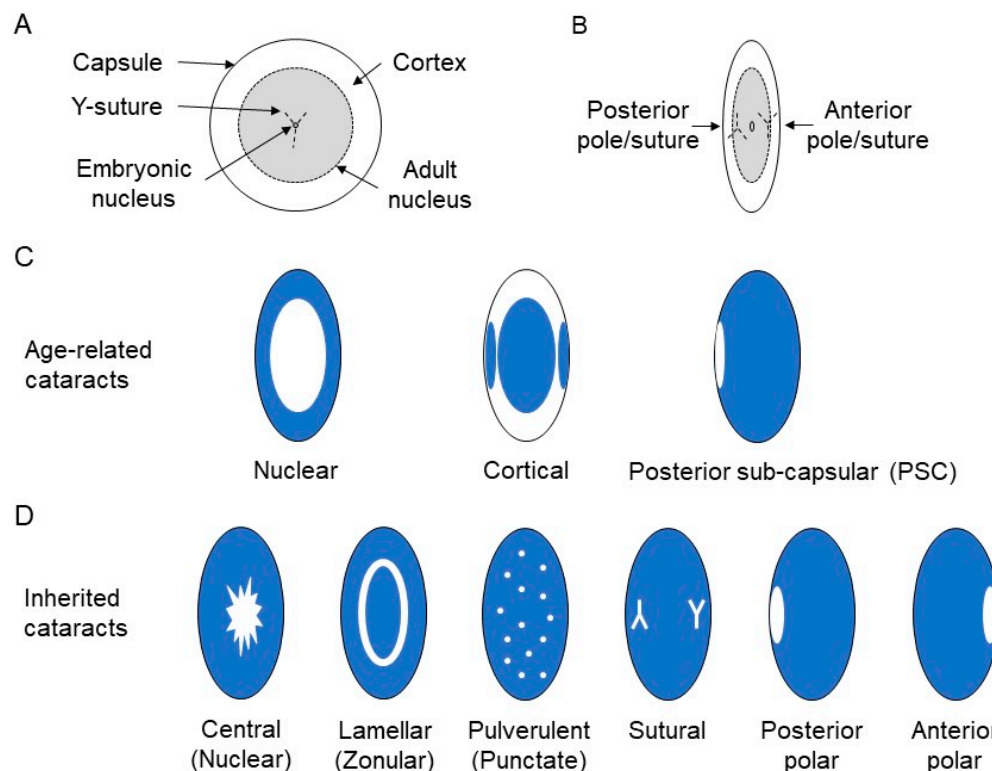 A
Capsule
Cortex
Y-suture
Embryonic
nucleus
Adult
nucleus
B
Posterior
pole/suture
Anterior
pole/suture
C
Age-related
cataracts
Nuclear
Cortical
Posterior sub-capsular (PSC)
D
Inherited
cataracts
Central
(Nuclear)
Lamellar
(Zonular)
Pulverulent
(Punctate)
Sutural
Posterior
polar
Anterior
polar